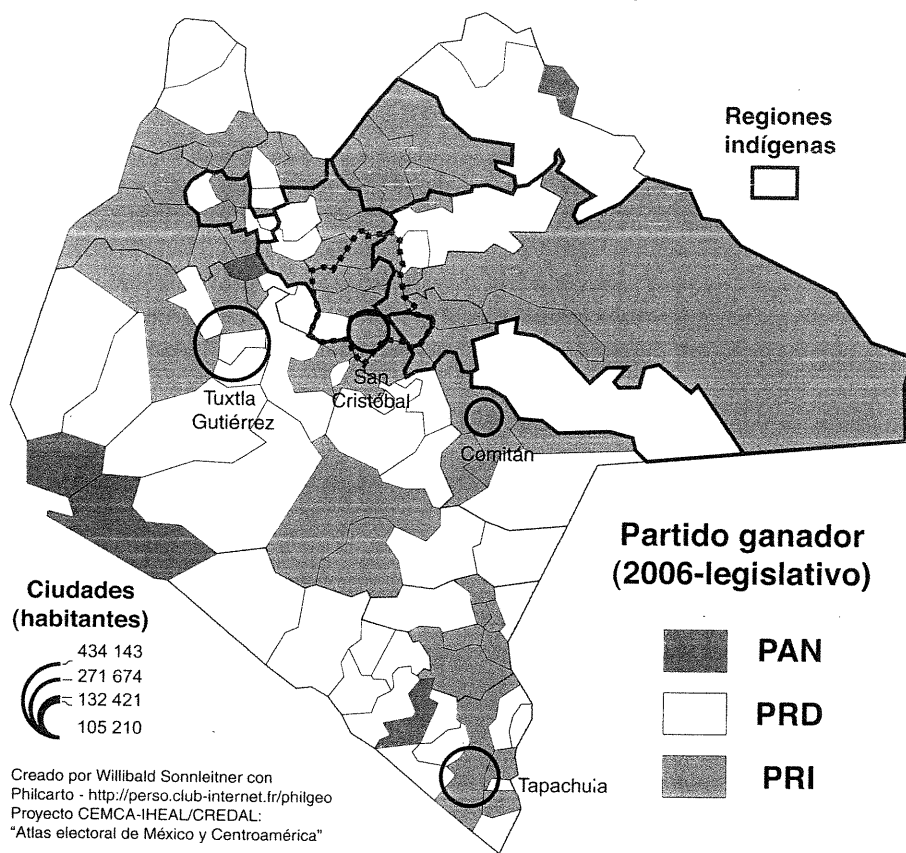 Regiones
indígenas
Tuxtla
Gutiérrez
San
Cristóbal
Comitán
Partido ganador
(2006-legislativo)
PAN
PRD
PRI
Ciudades
(habitantes)
434 143
271 674
132 421
105 210
Tapachula
Creado por Willibald Sonnleitner con
Philcarto - http://perso.club-internet.fr/philgeo
Proyecto CEMCA-IHEAL/CREDAL:
"Atlas electoral de México y Centroamérica"